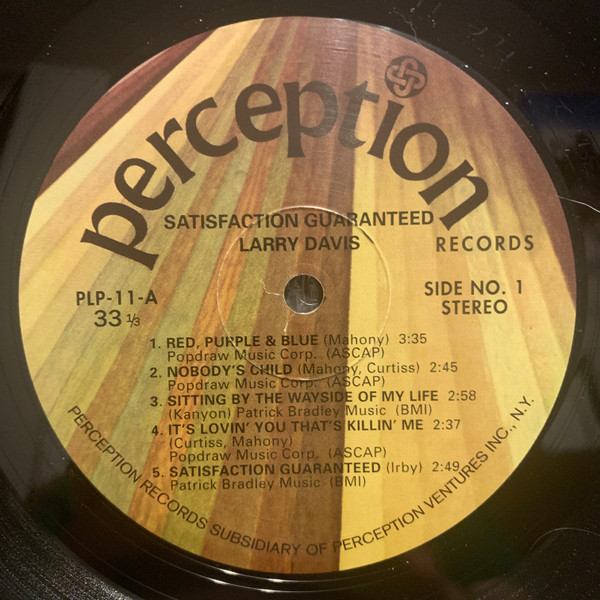 perception
SATISFACTION GUARANTEED
LARRY DAVIS
RECORDS
PLP-11-A
33 1/3
SIDE NO. 1
STEREO
1. RED, PURPLE & BLUE (Mahony) 3:35
Popdraw Music Corp. (ASCAP)
2. NOBODY'S CHILD (Mahony, Curtiss) 2:45
Popdraw Music Corp. (ASCAP)
3. SITTING BY THE WAYSIDE OF MY LIFE 2:58
(Kanyon) Patrick Bradley Music (BMI)
4. IT'S LOVIN' YOU THAT'S KILLIN' ME 2:37
(Curtiss, Mahony)
Popdraw Music Corp. (ASCAP)
5. SATISFACTION GUARANTEED (Irby) 2:49
Patrick Bradley Music (BMI)
PERCEPTION RECORDS SUBSIDIARY OF PERCEPTION VENTURES INC., N.Y.